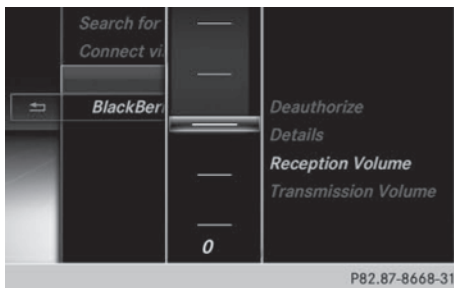 Search for
Connect vi
BlackBer
Deauthorize
Details
Reception Volume
Transmission Volume
0
P82.87-8668-31